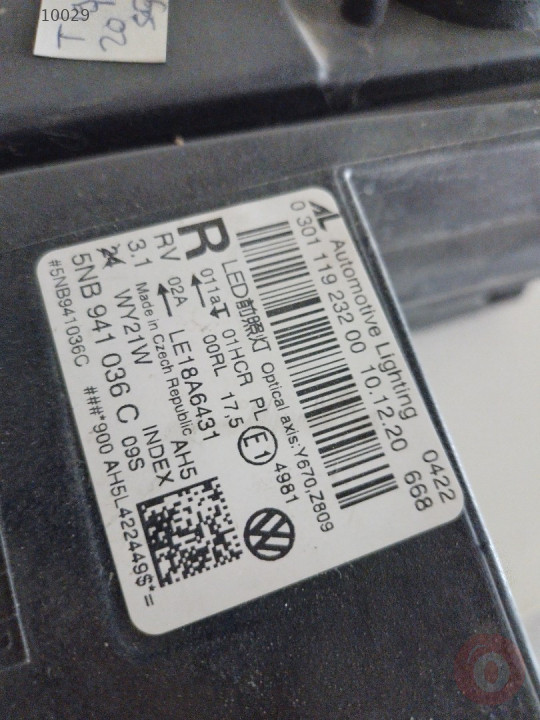 10029
T
20
AL Automotive Lighting 0422
0 301 119 232 00 10.12.20 668
LED前照灯 Optical axis:Y670.Z809
R 011a 01HCR PL E1 4981
00RL 17,5
RV 02A LE18A6431
3.1 Made in Czech Republic AH5
WY21W INDEX
5NB 941 036 C 09S
#5NB941036C ###*900 AH5L422449$*=